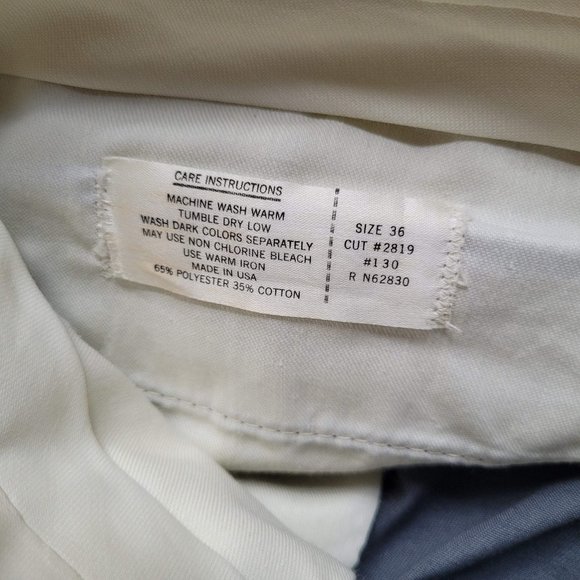 CARE INSTRUCTIONS
MACHINE WASH WARM
TUMBLE DRY LOW
WASH DARK COLORS SEPARATELY
MAY USE NON CHLORINE BLEACH
USE WARM IRON
MADE IN USA
65% POLYESTER 35% COTTON
SIZE 36
CUT #2819
#130
R N62830